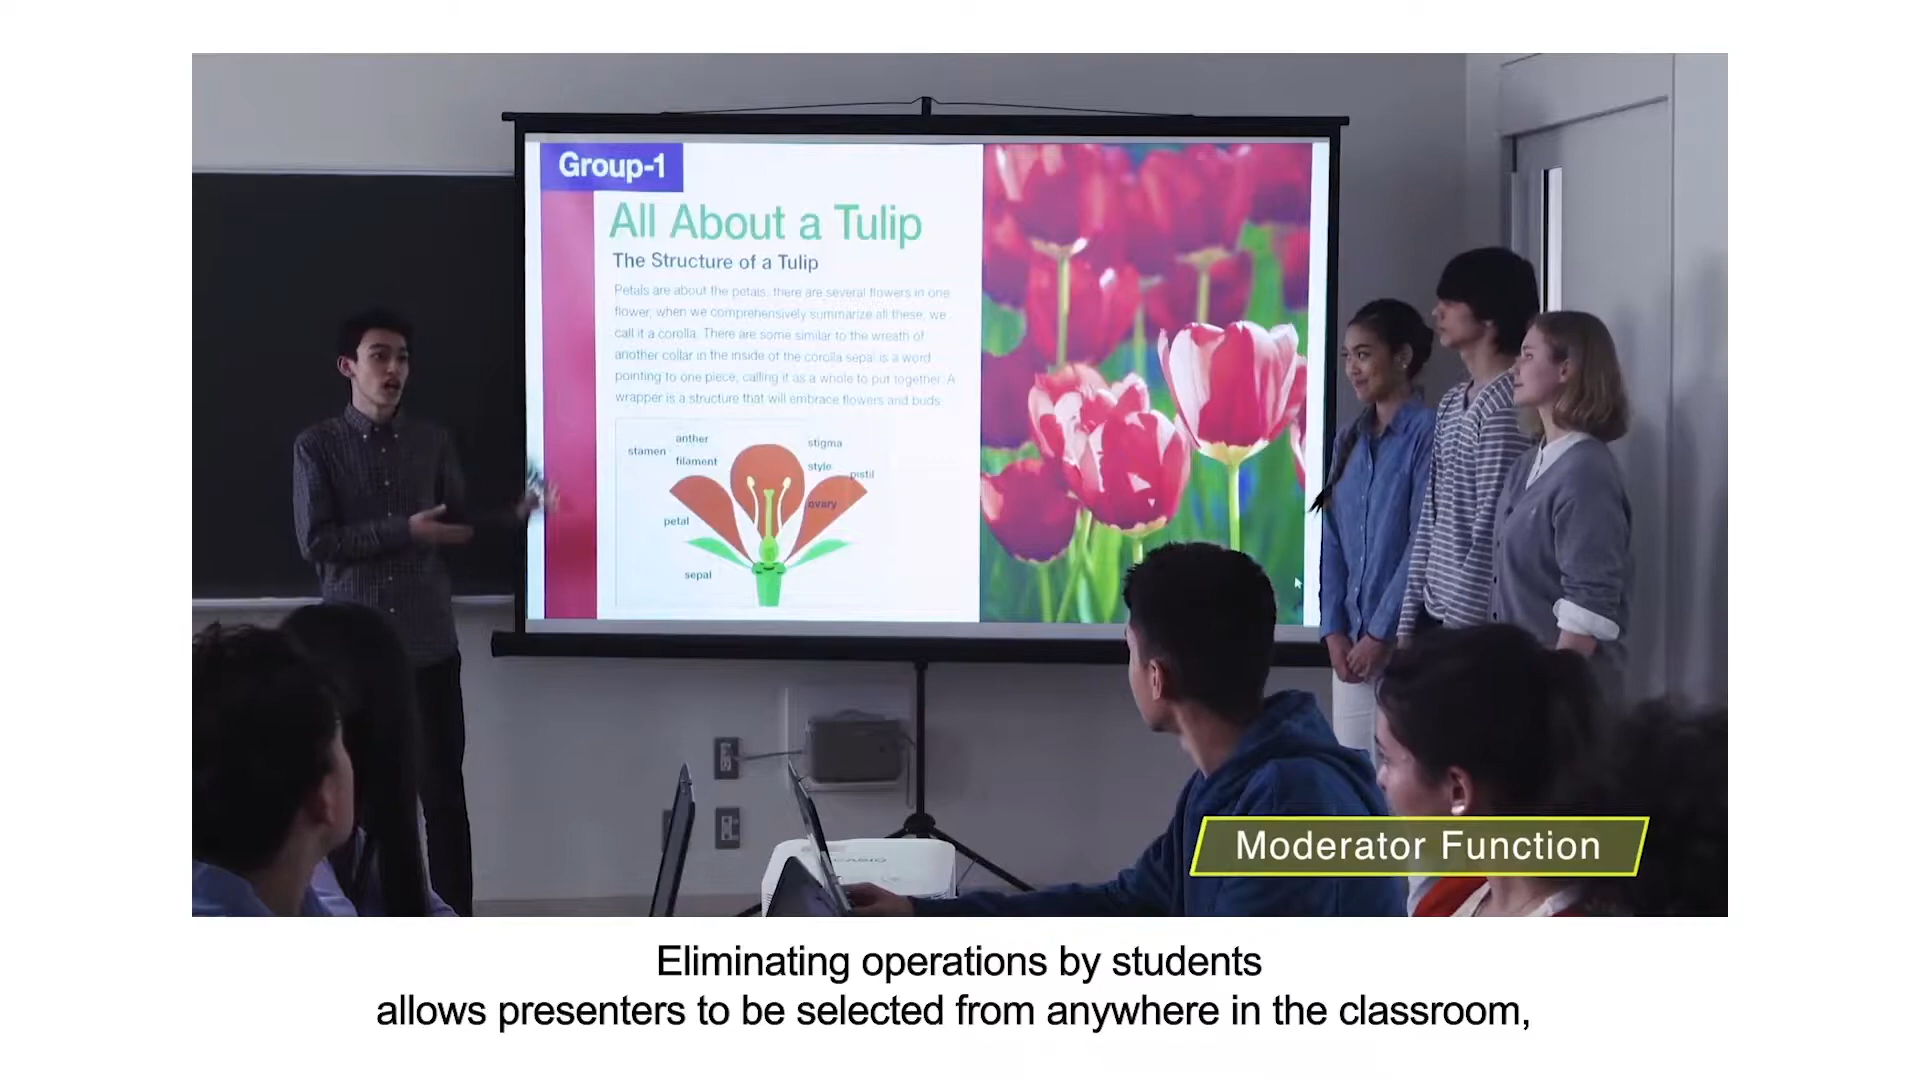 Group-1
All About a Tulip
The Structure of a Tulip
Petals are about the petals, there are several flowers in one
flower, when we comprehensively summarize all these, we
call it a corolla. There are some similar to the wreath of
another collar in the inside of the corolla sepal is a word
pointing to one piece, calling it as a whole to put together. A
wrapper is a structure that will embrace flowers and buds
anther
stigma
stamen
filament
style
pistil
ovary
petal
sepal
CASIO
Moderator Function
Eliminating operations by students
allows presenters to be selected from anywhere in the classroom,